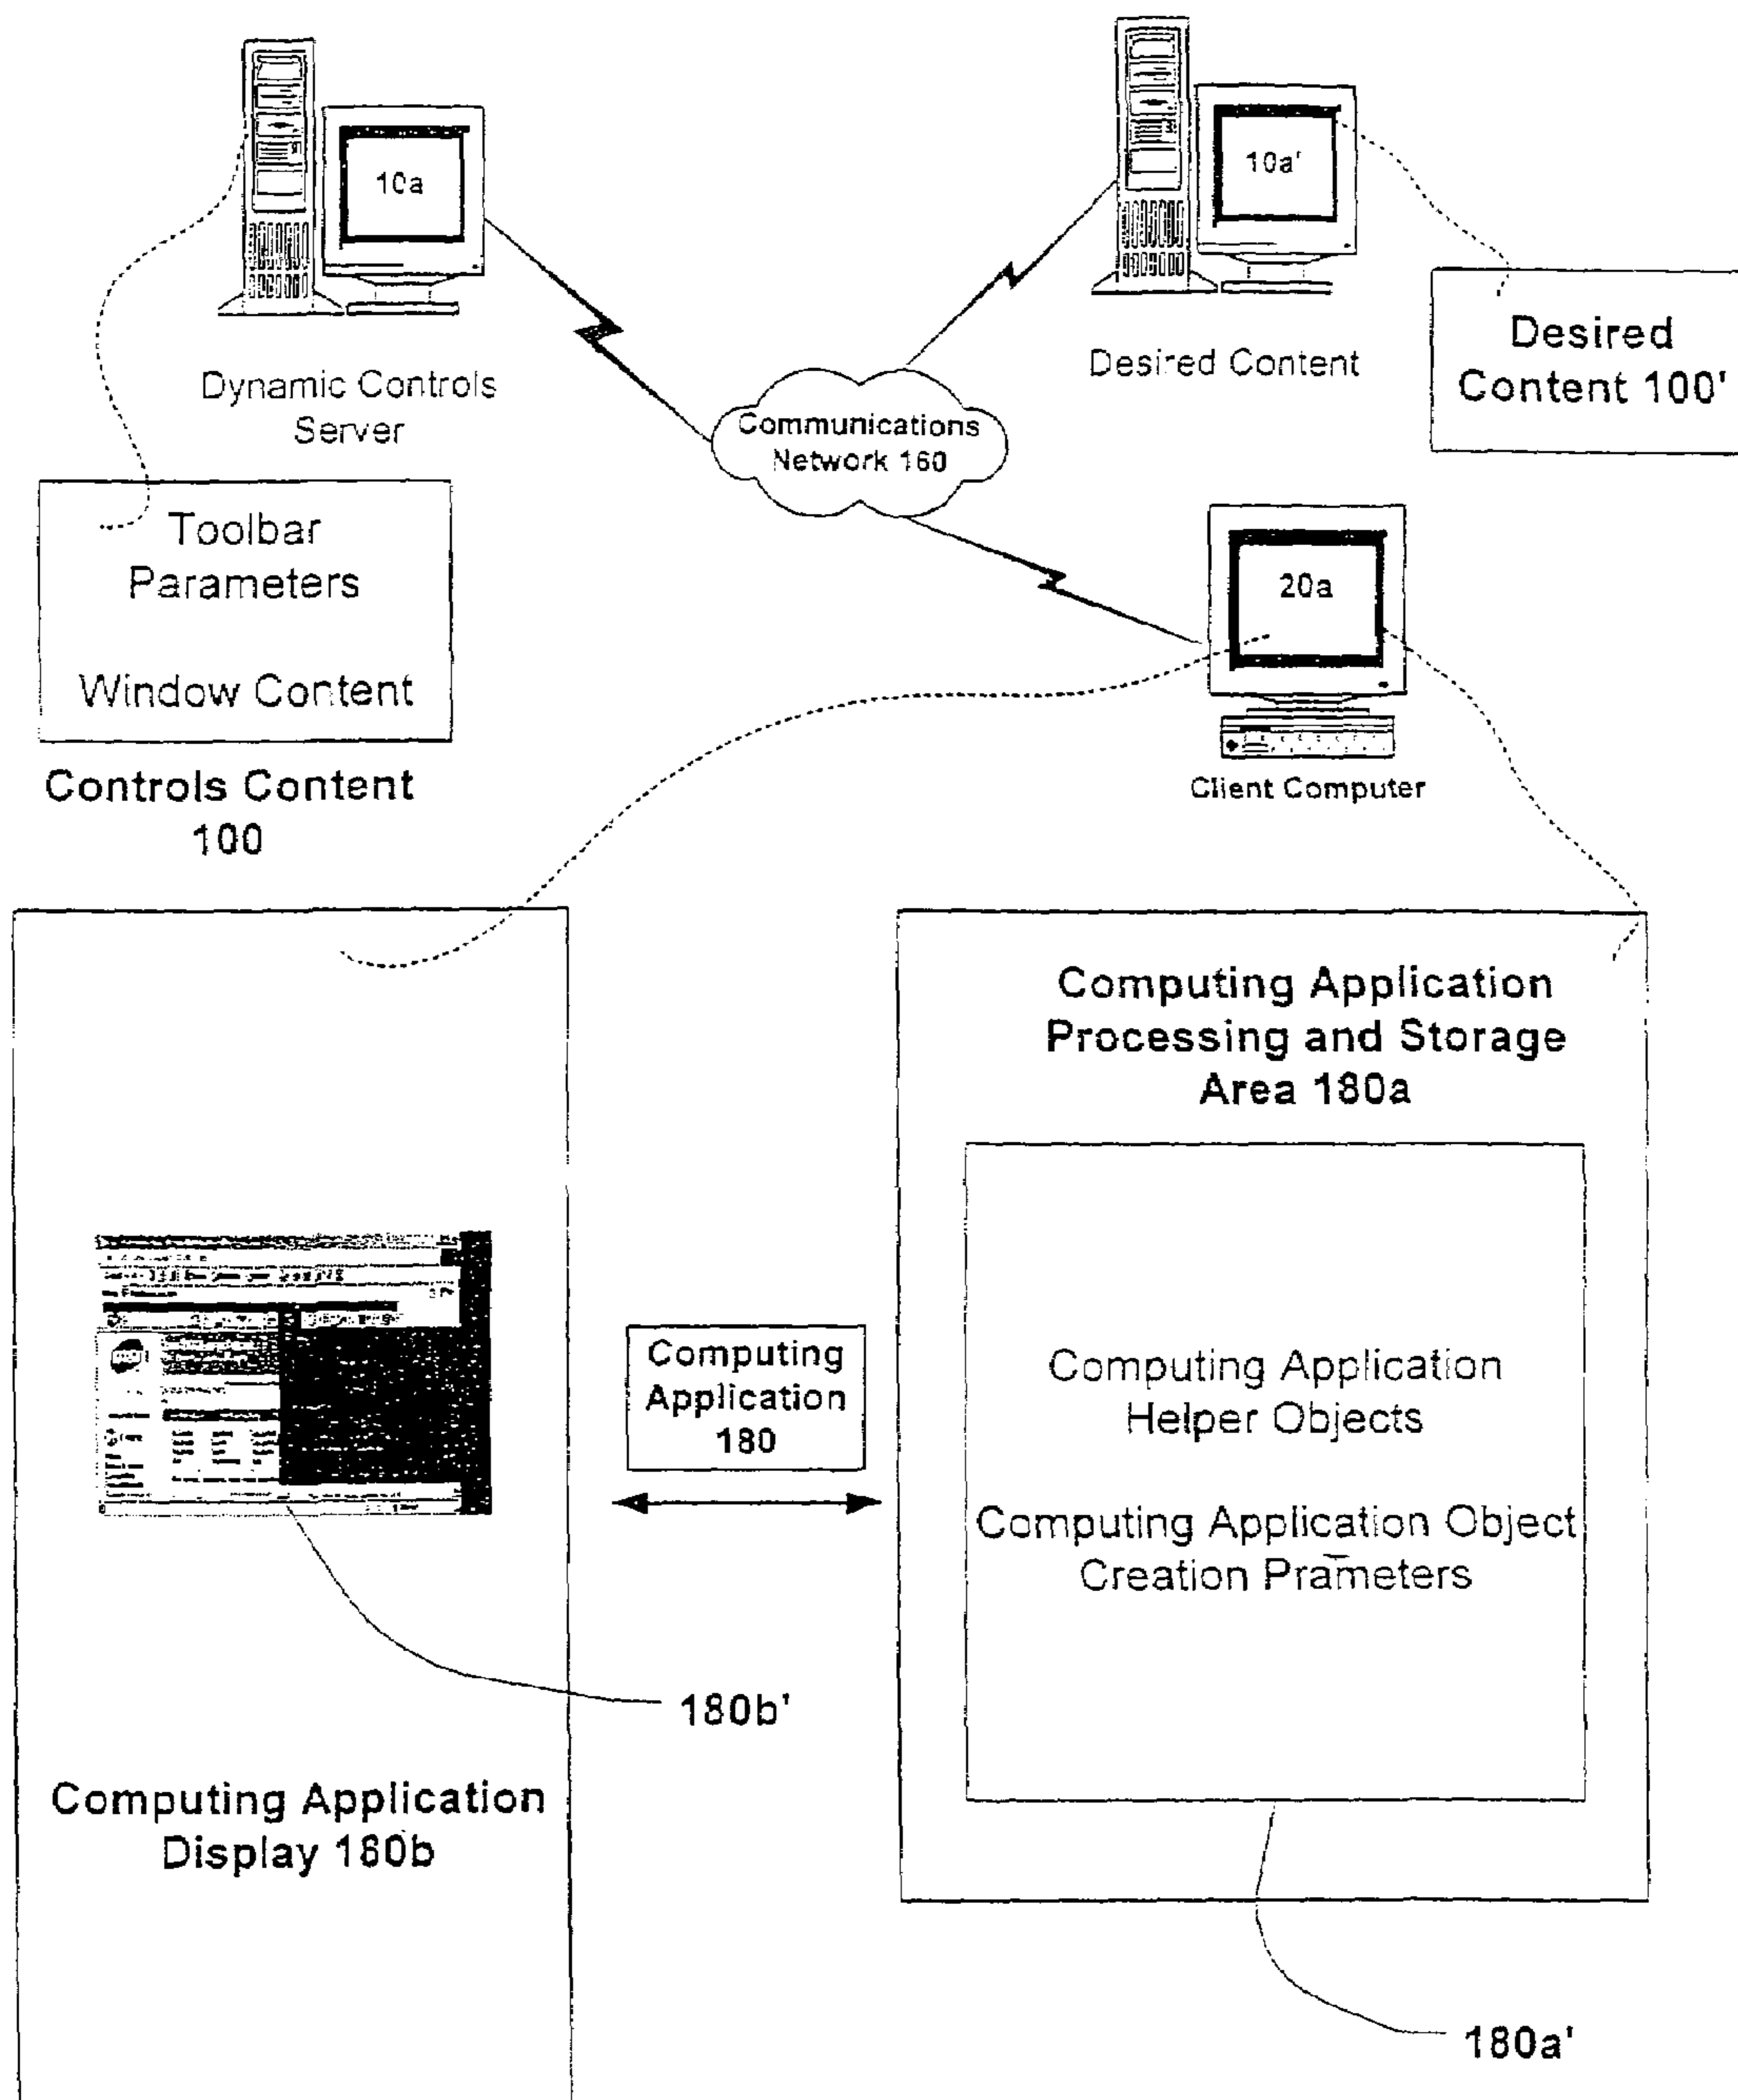 10a
10a'
Dynamic Controls
Server
Desired Content
Desired
Content 100'
Communications
Network 160
Toolbar
Parameters
Window Content
Controls Content
100
20a
Client Computer
Computing Application
Processing and Storage
Area 180a
Computing Application
Helper Objects
Computing Application Object
Creation Prameters
Computing
Application
180
180b'
Computing Application
Display 180b
180a'